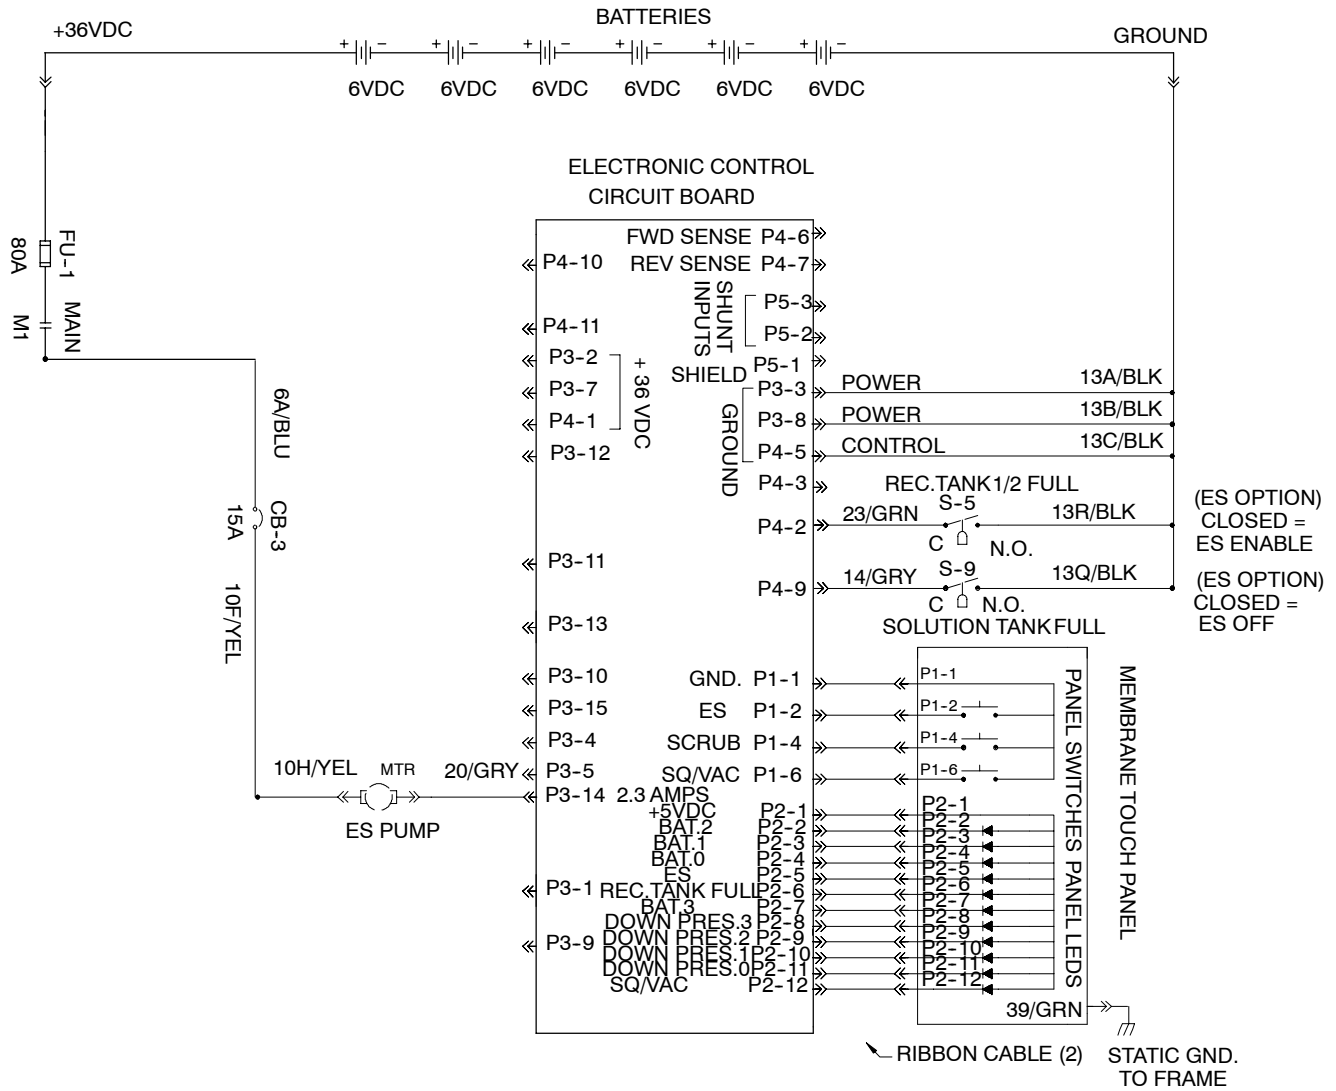 BATTERIES
+36VDC
GROUND
+ − + − + − + − + − + −
6VDC 6VDC 6VDC 6VDC 6VDC 6VDC
ELECTRONIC CONTROL
CIRCUIT BOARD
FU-1
80A
MAIN
M1
6A/BLU
CB-3
15A
10F/YEL
10H/YEL
MTR
20/GRY
ES PUMP
P4-10
P4-11
P3-2
P3-7
P4-1
+ 36 VDC
P3-12
P3-11
P3-13
P3-10
P3-15
P3-4
P3-5
P3-14 2.3 AMPS
P3-1
P3-9
FWD SENSE P4-6
REV SENSE P4-7
SHUNT
INPUTS
P5-3
P5-2
SHIELD P5-1
GROUND
P3-3 POWER 13A/BLK
P3-8 POWER 13B/BLK
P4-5 CONTROL 13C/BLK
P4-3
REC.TANK 1/2 FULL
P4-2 23/GRN S-5 13R/BLK
C N.O.
(ES OPTION)
CLOSED =
ES ENABLE
P4-9 14/GRY S-9 13Q/BLK
C N.O.
SOLUTION TANK FULL
(ES OPTION)
CLOSED =
ES OFF
GND. P1-1 P1-1
ES P1-2 P1-2
SCRUB P1-4 P1-4
SQ/VAC P1-6 P1-6
+5VDC P2-1 P2-1
BAT.2 P2-2 P2-2
BAT.1 P2-3 P2-3
BAT.0 P2-4 P2-4
ES P2-5 P2-5
REC.TANK FULL P2-6 P2-6
BAT.3 P2-7 P2-7
DOWN PRES.3 P2-8 P2-8
DOWN PRES.2 P2-9 P2-9
DOWN PRES.1 P2-10 P2-10
DOWN PRES.0 P2-11 P2-11
SQ/VAC P2-12 P2-12
PANEL SWITCHES PANEL LEDS
MEMBRANE TOUCH PANEL
39/GRN
RIBBON CABLE (2)
STATIC GND.
TO FRAME